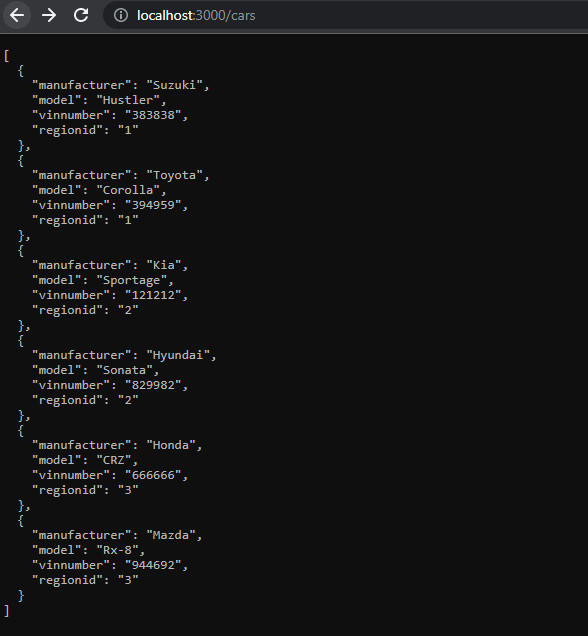 localhost:3000/cars
[
  {
    "manufacturer": "Suzuki",
    "model": "Hustler",
    "vinnumber": "383838",
    "regionid": "1"
  },
  {
    "manufacturer": "Toyota",
    "model": "Corolla",
    "vinnumber": "394959",
    "regionid": "1"
  },
  {
    "manufacturer": "Kia",
    "model": "Sportage",
    "vinnumber": "121212",
    "regionid": "2"
  },
  {
    "manufacturer": "Hyundai",
    "model": "Sonata",
    "vinnumber": "829982",
    "regionid": "2"
  },
  {
    "manufacturer": "Honda",
    "model": "CRZ",
    "vinnumber": "666666",
    "regionid": "3"
  },
  {
    "manufacturer": "Mazda",
    "model": "Rx-8",
    "vinnumber": "944692",
    "regionid": "3"
  }
]